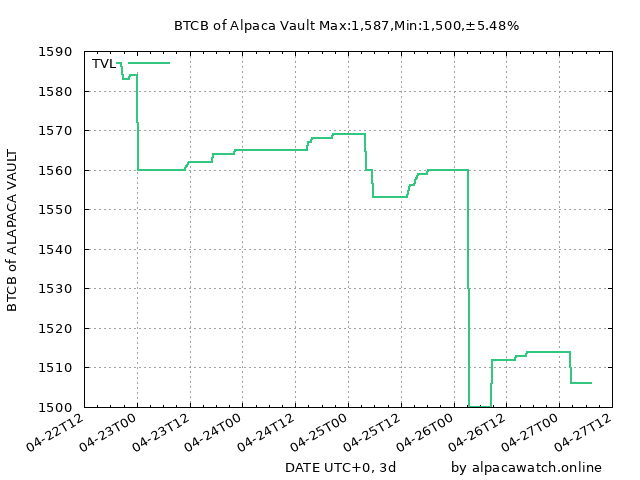 BTCB of Alpaca Vault Max:1,587,Min:1,500,±5.48%
1590
TVL
1580
1570
1560
1550
1540
1530
1520
1510
1500
BTCB of ALAPACA VAULT
04-22T12
04-23T00
04-23T12
04-24T00
04-24T12
04-25T00
04-25T12
04-26T00
04-26T12
04-27T00
04-27T12
DATE UTC+0, 3d
by alpacawatch.online